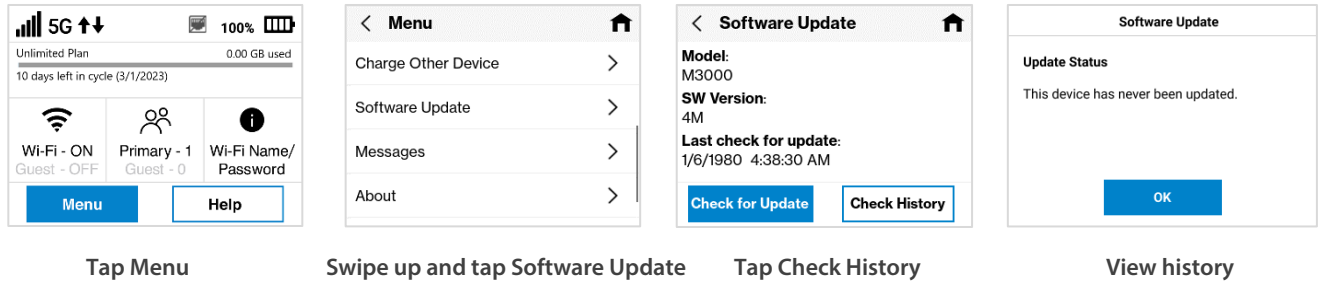 5G 100%
Unlimited Plan 0.00 GB used
10 days left in cycle (3/1/2023)
Wi-Fi - ON Primary - 1 Wi-Fi Name/
Guest - OFF Guest - 0 Password
Menu Help
Tap Menu
Menu
Charge Other Device
Software Update
Messages
About
Swipe up and tap Software Update
Software Update
Model:
M3000
SW Version:
4M
Last check for update:
1/6/1980 4:38:30 AM
Check for Update Check History
Tap Check History
Software Update
Update Status
This device has never been updated.
OK
View history